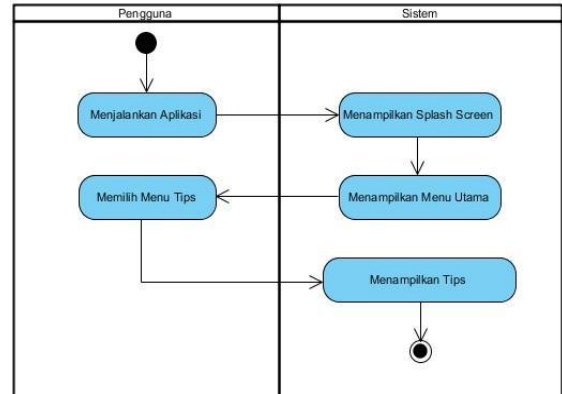 Pengguna
Sistem
Menjalankan Aplikasi
Menampilkan Splash Screen
Memilih Menu Tips
Menampilkan Menu Utama
Menampilkan Tips